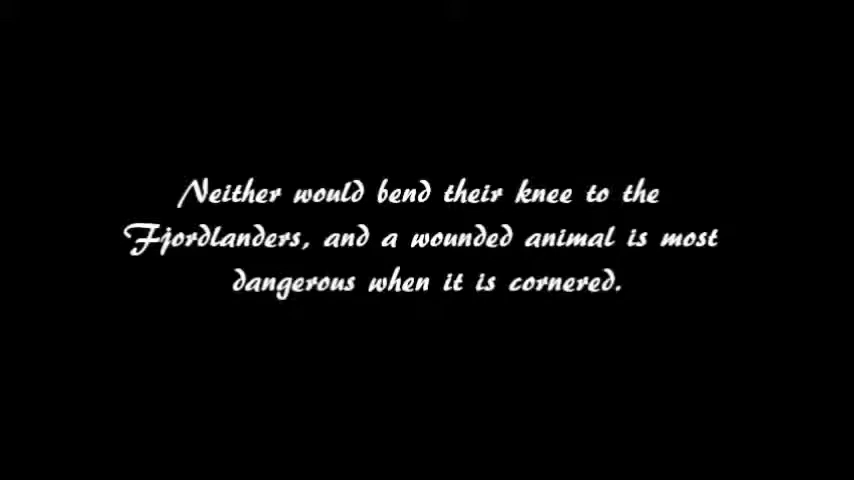 Neither would bend their knee to the
Fjordlanders, and a wounded animal is most
dangerous when it is cornered.